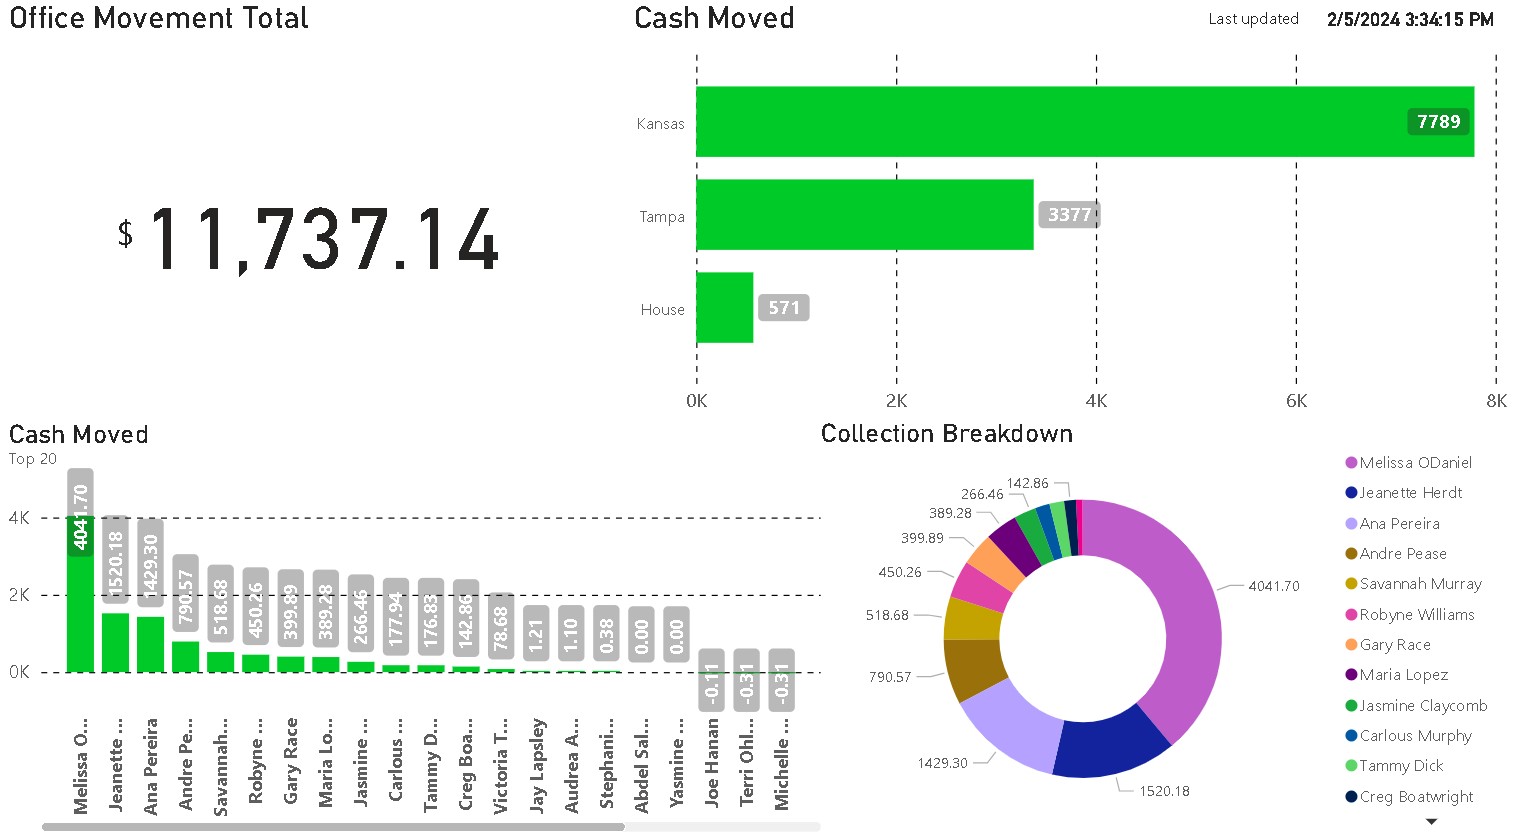 Office Movement Total
$ 11,737.14
Cash Moved
Last updated 2/5/2024 3:34:15 PM
Kansas
7789
Tampa
3377
House
571
0K 2K 4K 6K 8K
Cash Moved
Top 20
4K
2K
0K
4041.70
1520.18
1429.30
790.57
518.68
450.26
399.89
389.28
266.46
177.94
176.83
142.86
78.68
1.21
1.10
0.38
0.00
0.00
-0.11
-0.31
-0.31
Melissa O...
Jeanette ...
Ana Pereira
Andre Pe...
Savannah...
Robyne ...
Gary Race
Maria Lo...
Jasmine ...
Carlous ...
Tammy D...
Creg Boa...
Victoria T...
Jay Lapsley
Audrea A...
Stephani...
Abdel Sal...
Yasmine ...
Joe Hanan
Terri Ohl...
Michelle ...
Collection Breakdown
142.86
266.46
389.28
399.89
450.26
518.68
790.57
1429.30
1520.18
4041.70
Melissa ODaniel
Jeanette Herdt
Ana Pereira
Andre Pease
Savannah Murray
Robyne Williams
Gary Race
Maria Lopez
Jasmine Claycomb
Carlous Murphy
Tammy Dick
Creg Boatwright